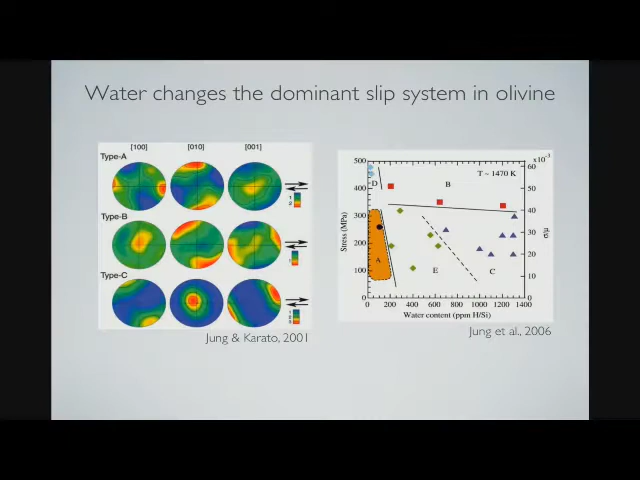 Water changes the dominant slip system in olivine
[100] [010] [001]
Type-A
Type-B
Type-C
Jung & Karato, 2001
T ~ 1470 K
x10⁻³
D
B
A
E
C
Stress (MPa)
500
400
300
200
100
0
60
50
40
30
20
10
0
σ/μ
0 200 400 600 800 1000 1200 1400
Water content (ppm H/Si)
Jung et al., 2006